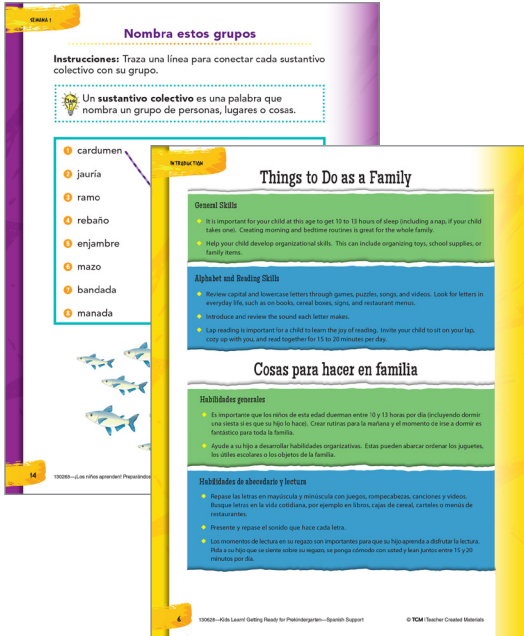 SEMANA 1
Nombra estos grupos
Instrucciones: Traza una línea para conectar cada sustantivo
colectivo con su grupo.
Un sustantivo colectivo es una palabra que
nombra un grupo de personas, lugares o cosas.
1 cardumen
2 jauría
3 ramo
4 rebaño
5 enjambre
6 mazo
7 bandada
8 manada
14
130268—¡Los niños aprenden! Preparándo
INTRODUCTION
Things to Do as a Family
General Skills
It is important for your child at this age to get 10 to 13 hours of sleep (including a nap, if your child
takes one). Creating morning and bedtime routines is great for the whole family.
Help your child develop organizational skills. This can include organizing toys, school supplies, or
family items.
Alphabet and Reading Skills
Review capital and lowercase letters through games, puzzles, songs, and videos. Look for letters in
everyday life, such as on books, cereal boxes, signs, and restaurant menus.
Introduce and review the sound each letter makes.
Lap reading is important for a child to learn the joy of reading. Invite your child to sit on your lap,
cozy up with you, and read together for 15 to 20 minutes per day.
Cosas para hacer en familia
Habilidades generales
Es importante que los niños de esta edad duerman entre 10 y 13 horas por día (incluyendo dormir
una siesta si es que su hijo lo hace). Crear rutinas para la mañana y el momento de irse a dormir es
fantástico para toda la familia.
Ayude a su hijo a desarrollar habilidades organizativas. Estas pueden abarcar ordenar los juguetes,
los útiles escolares o los objetos de la familia.
Habilidades de abecedario y lectura
Repase las letras en mayúscula y minúscula con juegos, rompecabezas, canciones y videos.
Busque letras en la vida cotidiana, por ejemplo en libros, cajas de cereal, carteles o menús de
restaurantes.
Presente y repase el sonido que hace cada letra.
Los momentos de lectura en su regazo son importantes para que su hijo aprenda a disfrutar la lectura.
Pida a su hijo que se siente sobre su regazo, se ponga cómodo con usted y lean juntos entre 15 y 20
minutos por día.
130628—Kids Learn! Getting Ready for Prekindergarten—Spanish Support
© TCM | Teacher Created Materials